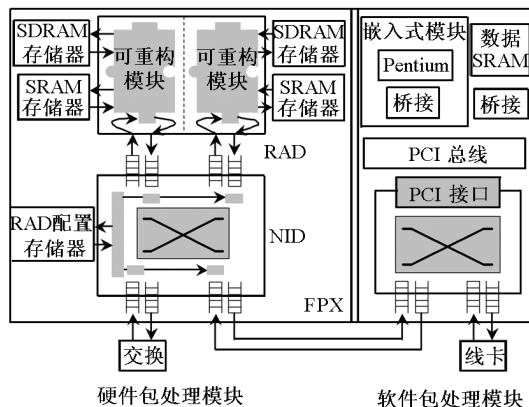 SDRAM
存储器
可重构
模块
可重构
模块
SDRAM
存储器
SRAM
存储器
SRAM
存储器
RAD
RAD配置
存储器
NID
FPX
交换
硬件包处理模块
嵌入式模块
Pentium
桥接
数据
SRAM
桥接
PCI 总线
PCI 接口
线卡
软件包处理模块